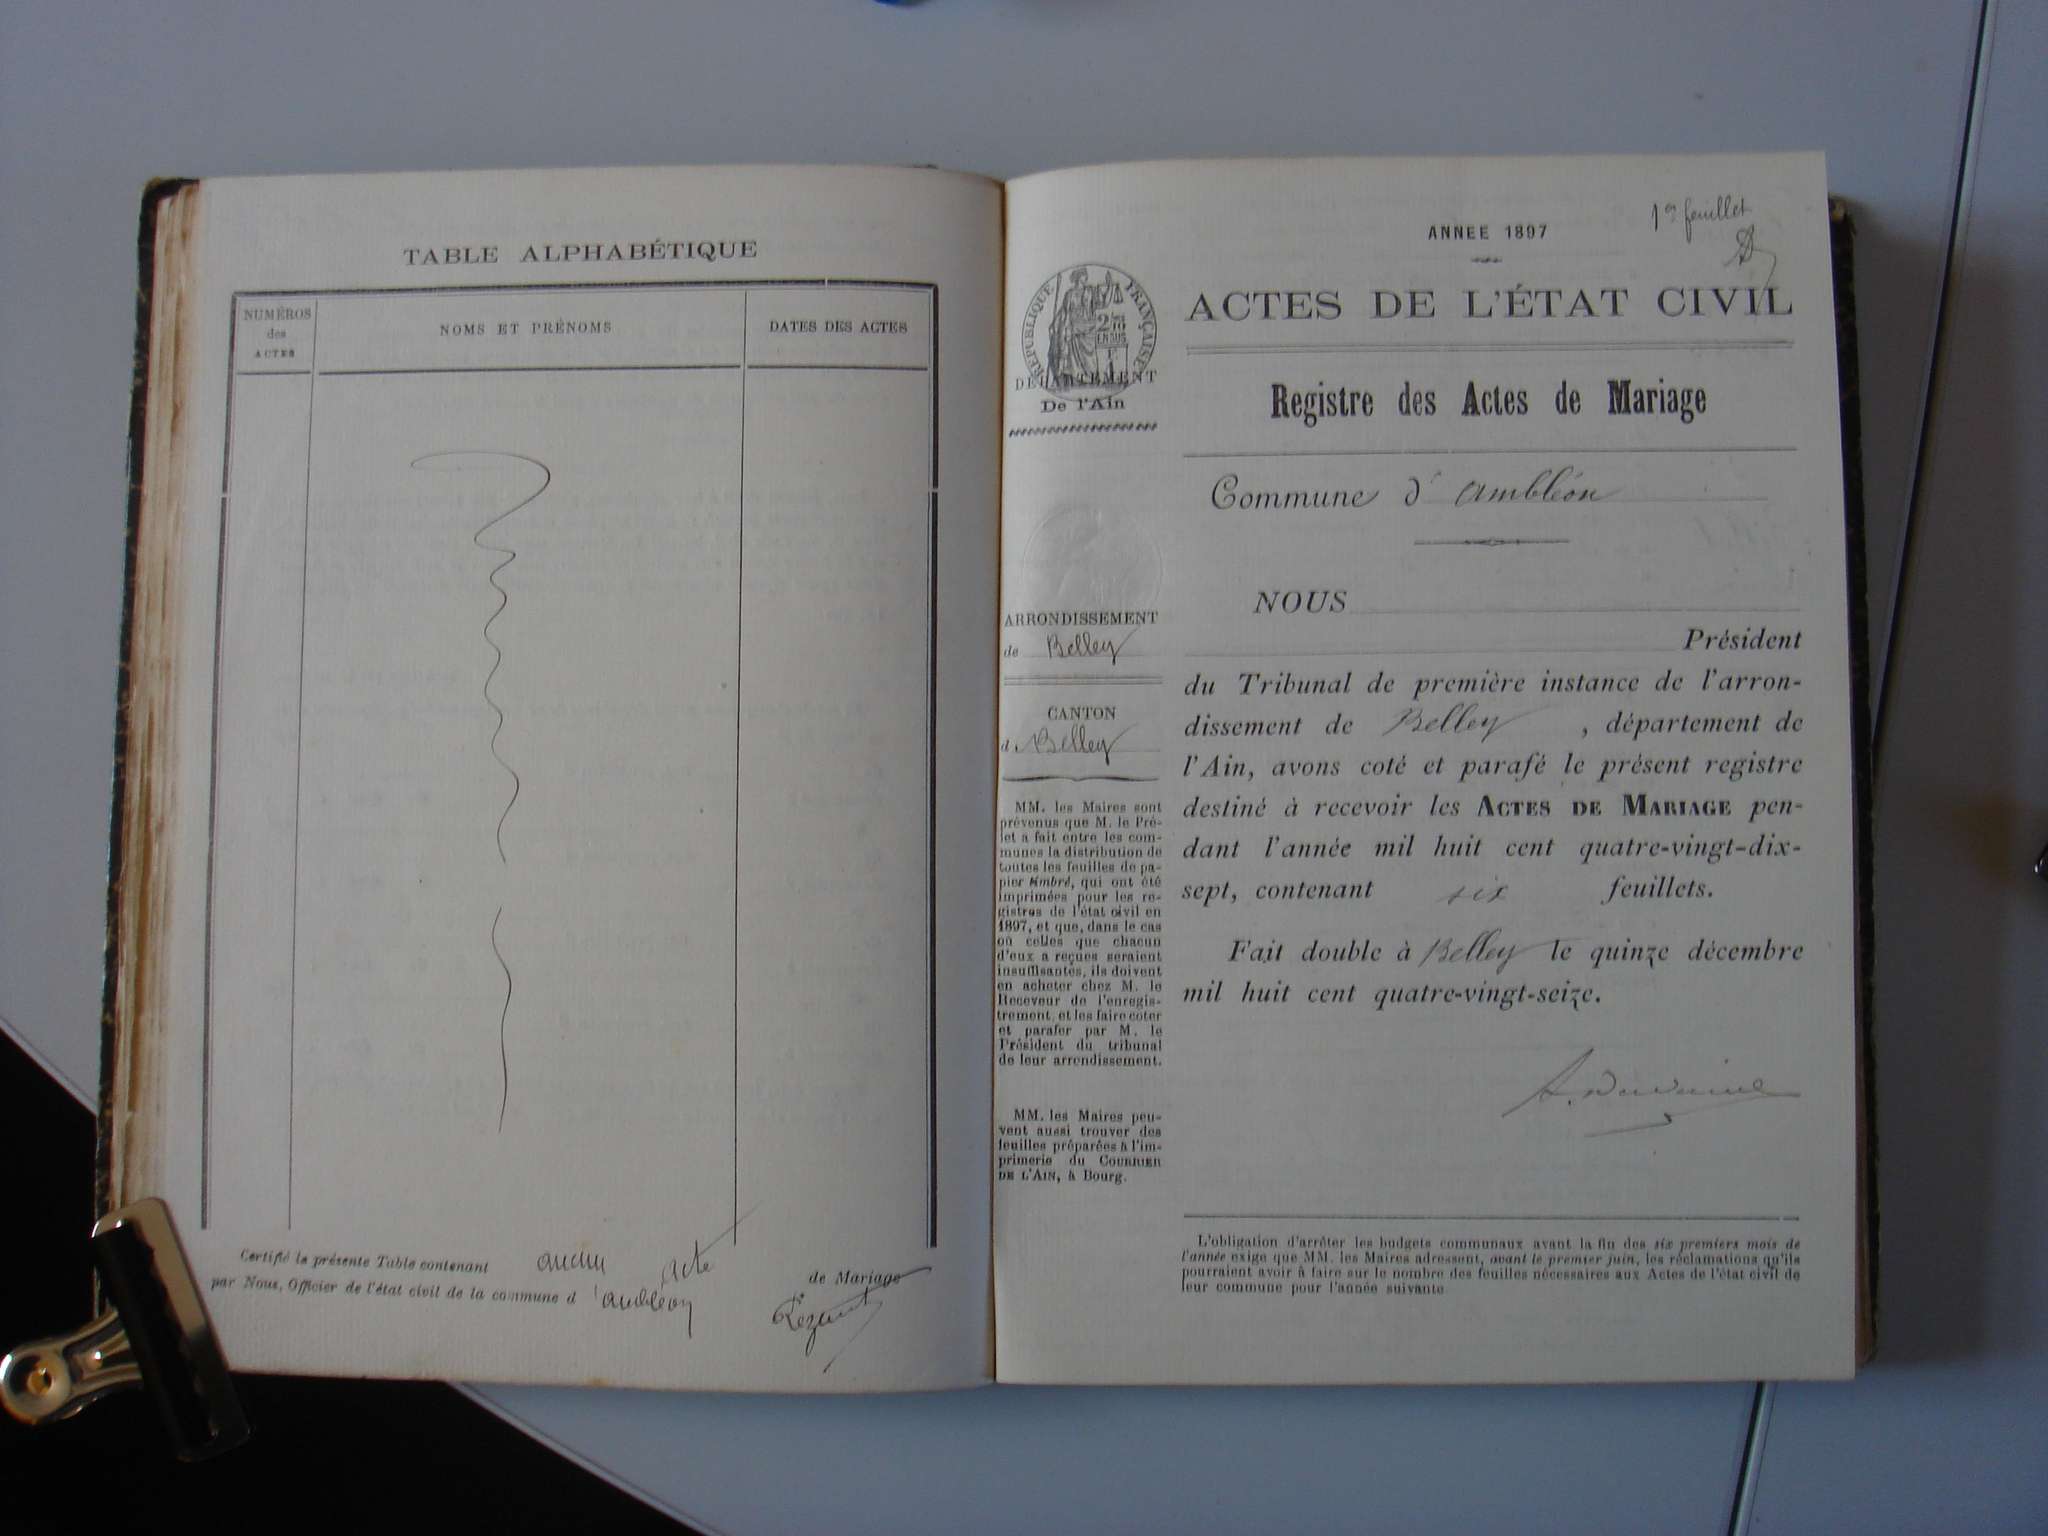 TABLE ALPHABÉTIQUE
NUMÉROS
des
ACTES
NOMS ET PRÉNOMS
DATES DES ACTES
Certifié la présente Table contenant aucun acte de Mariage
par Nous, Officier de l'état civil de la commune d'ambléon
1er feuillet
ANNEE 1897
ACTES DE L'ÉTAT CIVIL
RÉPUBLIQUE FRANÇAISE
DÉPARTEMENT
De l'Ain
Registre des Actes de Mariage
Commune d'ambléon
ARRONDISSEMENT
de Belley
CANTON
d Belley
MM. les Maires sont
prévenus que M. le Pré-
fet a fait entre les com-
munes la distribution de
toutes les feuilles de pa-
pier timbré, qui ont été
imprimées pour les re-
gistres de l'état civil en
1897, et que, dans le cas
où celles que chacun
d'eux a reçues seraient
insuffisantes, ils doivent
en acheter chez M. le
Receveur de l'enregis-
trement, et les faire coter
et parafer par M. le
Président du tribunal
de leur arrondissement.
MM. les Maires peu-
vent aussi trouver des
feuilles préparées à l'im-
primerie du COURRIER
DE L'AIN, à Bourg.
NOUS
Président
du Tribunal de première instance de l'arron-
dissement de Belley, département de
l'Ain, avons coté et parafé le présent registre
destiné à recevoir les ACTES DE MARIAGE pen-
dant l'année mil huit cent quatre-vingt-dix-
sept, contenant six feuillets.
Fait double à Belley le quinze décembre
mil huit cent quatre-vingt-seize.
L'obligation d'arrêter les budgets communaux avant la fin des six premiers mois de
l'année exige que MM. les Maires adressent, avant le premier juin, les réclamations qu'ils
pourraient avoir à faire sur le nombre des feuilles nécessaires aux Actes de l'état civil de
leur commune pour l'année suivante